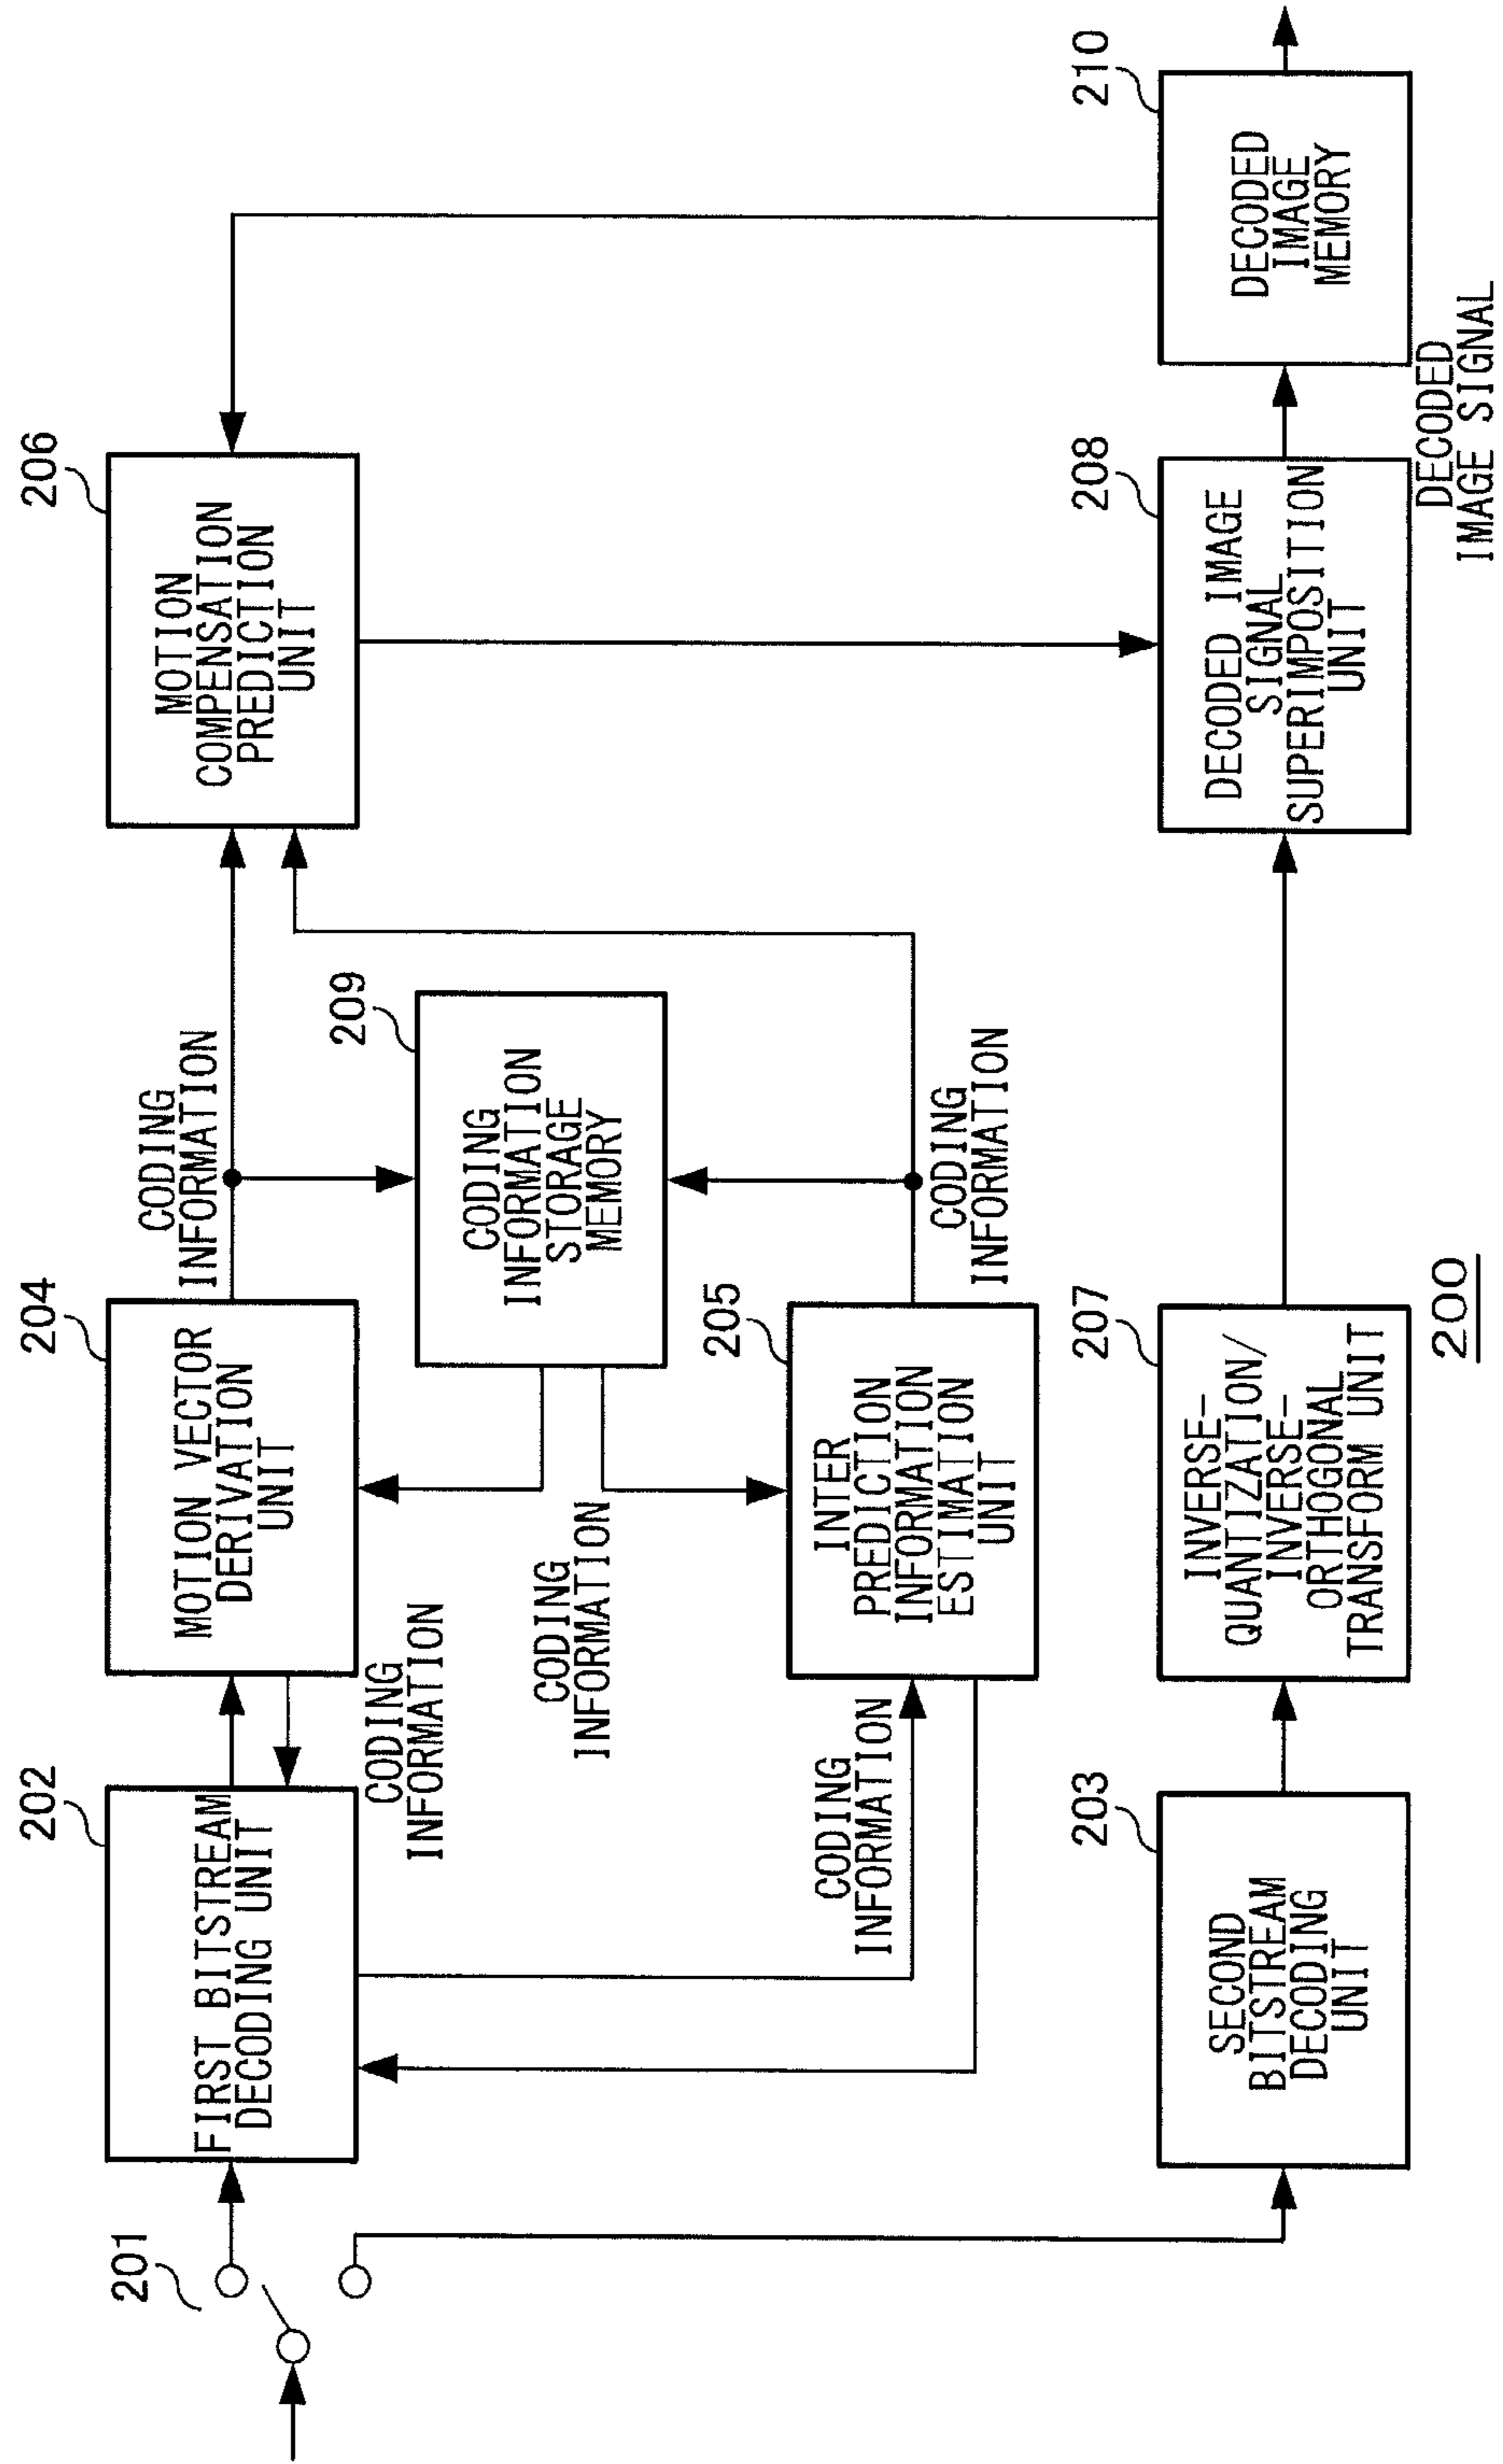 201
202
FIRST BITSTREAM
DECODING UNIT
204
MOTION VECTOR
DERIVATION
UNIT
CODING
INFORMATION
CODING
INFORMATION
206
MOTION
COMPENSATION
PREDICTION
UNIT
209
CODING
INFORMATION
STORAGE
MEMORY
CODING
INFORMATION
CODING
INFORMATION
205
INTER
PREDICTION
INFORMATION
ESTIMATION
UNIT
CODING
INFORMATION
203
SECOND
BITSTREAM
DECODING
UNIT
207
INVERSE-
QUANTIZATION/
INVERSE-
ORTHOGONAL
TRANSFORM UNIT
208
DECODED IMAGE
SIGNAL
SUPERIMPOSITION
UNIT
210
DECODED
IMAGE
MEMORY
DECODED
IMAGE SIGNAL
200